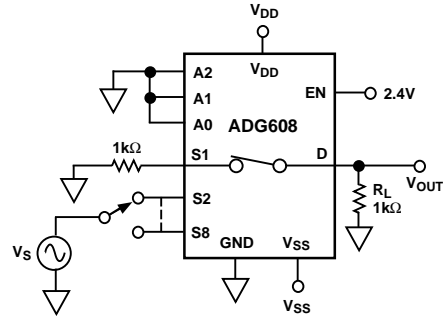 VDD
VDD
A2
A1
A0
EN
2.4V
ADG608
1kΩ
S1
D
VOUT
RL
1kΩ
S2
S8
VS
GND
VSS
VSS